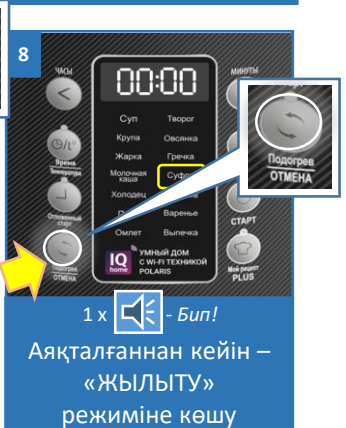 8
ЧАСЫ
00:00
МИНУТЫ
Суп Творог
Крупа Овсянка
Жарка Гречка
Молочная каша Суфле
Холодец
Варенье
Омлет Выпечка
Время
Температура
Отложенный старт
Подогрев
ОТМЕНА
СТАРТ
Мой рецепт
PLUS
IQ home
УМНЫЙ ДОМ
С WI-FI ТЕХНИКОЙ
POLARIS
Подогрев
ОТМЕНА
1 x - Бип!
Аяқталғаннан кейін –
«ЖЫЛЫТУ»
режиміне көшу